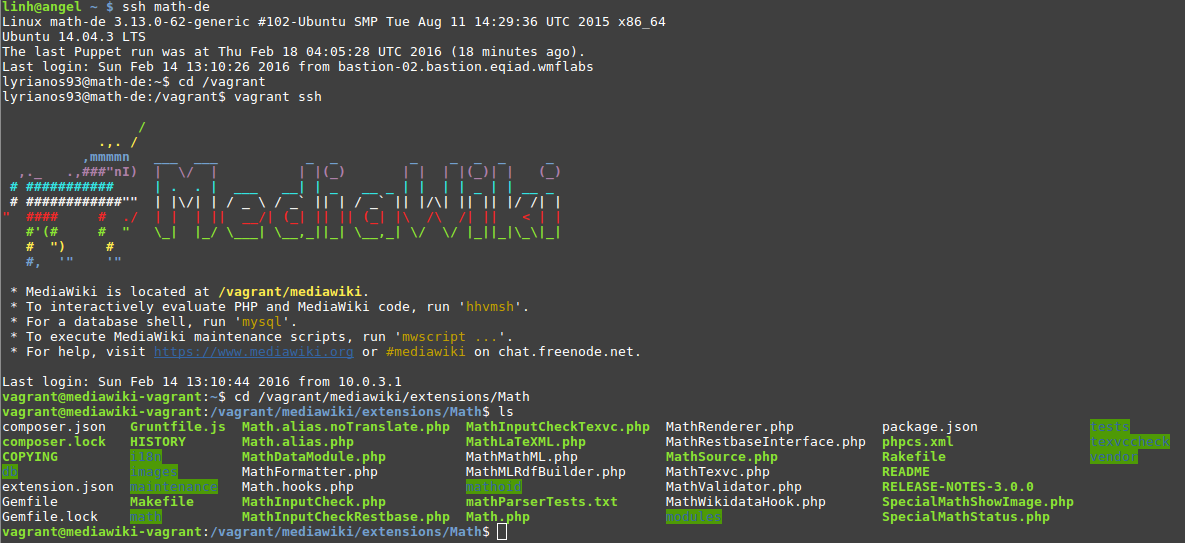 linh@angel ~ $ ssh math-de
Linux math-de 3.13.0-62-generic #102-Ubuntu SMP Tue Aug 11 14:29:36 UTC 2015 x86_64
Ubuntu 14.04.3 LTS
The last Puppet run was at Thu Feb 18 04:05:28 UTC 2016 (18 minutes ago).
Last login: Sun Feb 14 13:10:26 2016 from bastion-02.bastion.eqiad.wmflabs
lyrianos93@math-de:~$ cd /vagrant
lyrianos93@math-de:/vagrant$ vagrant ssh
MediaWiki
* MediaWiki is located at /vagrant/mediawiki.
* To interactively evaluate PHP and MediaWiki code, run 'hhvmsh'.
* For a database shell, run 'mysql'.
* To execute MediaWiki maintenance scripts, run 'mwscript ...'.
* For help, visit https://www.mediawiki.org or #mediawiki on chat.freenode.net.
Last login: Sun Feb 14 13:10:44 2016 from 10.0.3.1
vagrant@mediawiki-vagrant:~$ cd /vagrant/mediawiki/extensions/Math
vagrant@mediawiki-vagrant:/vagrant/mediawiki/extensions/Math$ ls
composer.json Gruntfile.js Math.alias.noTranslate.php MathInputCheckTexvc.php MathRenderer.php package.json tests
composer.lock HISTORY Math.alias.php MathLaTeXML.php MathRestbaseInterface.php phpcs.xml texvccheck
COPYING i18n MathDataModule.php MathMathML.php MathSource.php Rakefile vendor
db images MathFormatter.php MathMLRdfBuilder.php MathTexvc.php README
extension.json maintenance Math.hooks.php mathoid MathValidator.php RELEASE-NOTES-3.0.0
Gemfile Makefile MathInputCheck.php mathParserTests.txt MathWikidataHook.php SpecialMathShowImage.php
Gemfile.lock math MathInputCheckRestbase.php Math.php modules SpecialMathStatus.php
vagrant@mediawiki-vagrant:/vagrant/mediawiki/extensions/Math$